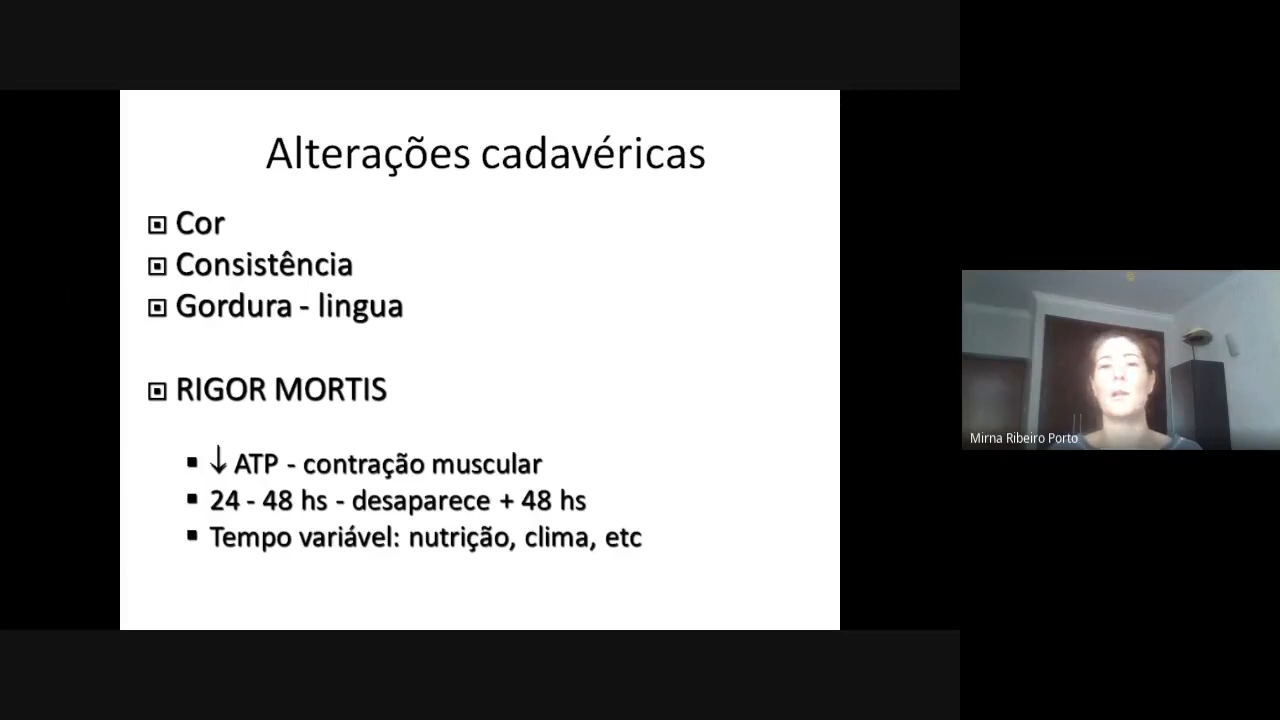 Alterações cadavéricas
Cor
Consistência
Gordura - lingua
RIGOR MORTIS
↓ ATP - contração muscular
24 - 48 hs - desaparece + 48 hs
Tempo variável: nutrição, clima, etc
Mirna Ribeiro Porto